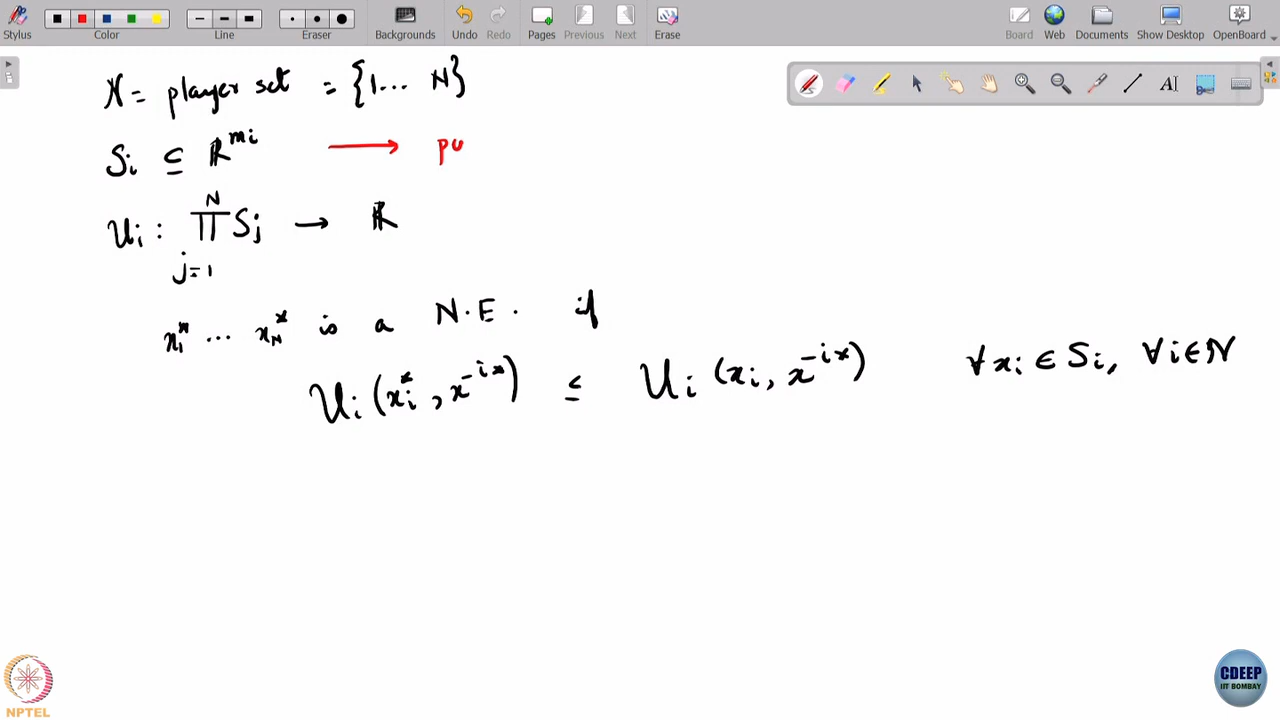 Stylus Color Line Eraser Backgrounds Undo Redo Pages Previous Next Erase Board Web Documents Show Desktop OpenBoard
N = player set = {1... N}
Sᵢ ⊆ ℝ^{mᵢ} → pu
Uᵢ : ∏_{j=1}^{N} Sⱼ → ℝ
x₁* ... x_N* is a N.E. if
Uᵢ(xᵢ*, x^{-i*}) ≤ Uᵢ(xᵢ, x^{-i*}) ∀xᵢ ∈ Sᵢ, ∀i∈N
NPTEL
CDEEP
IIT BOMBAY